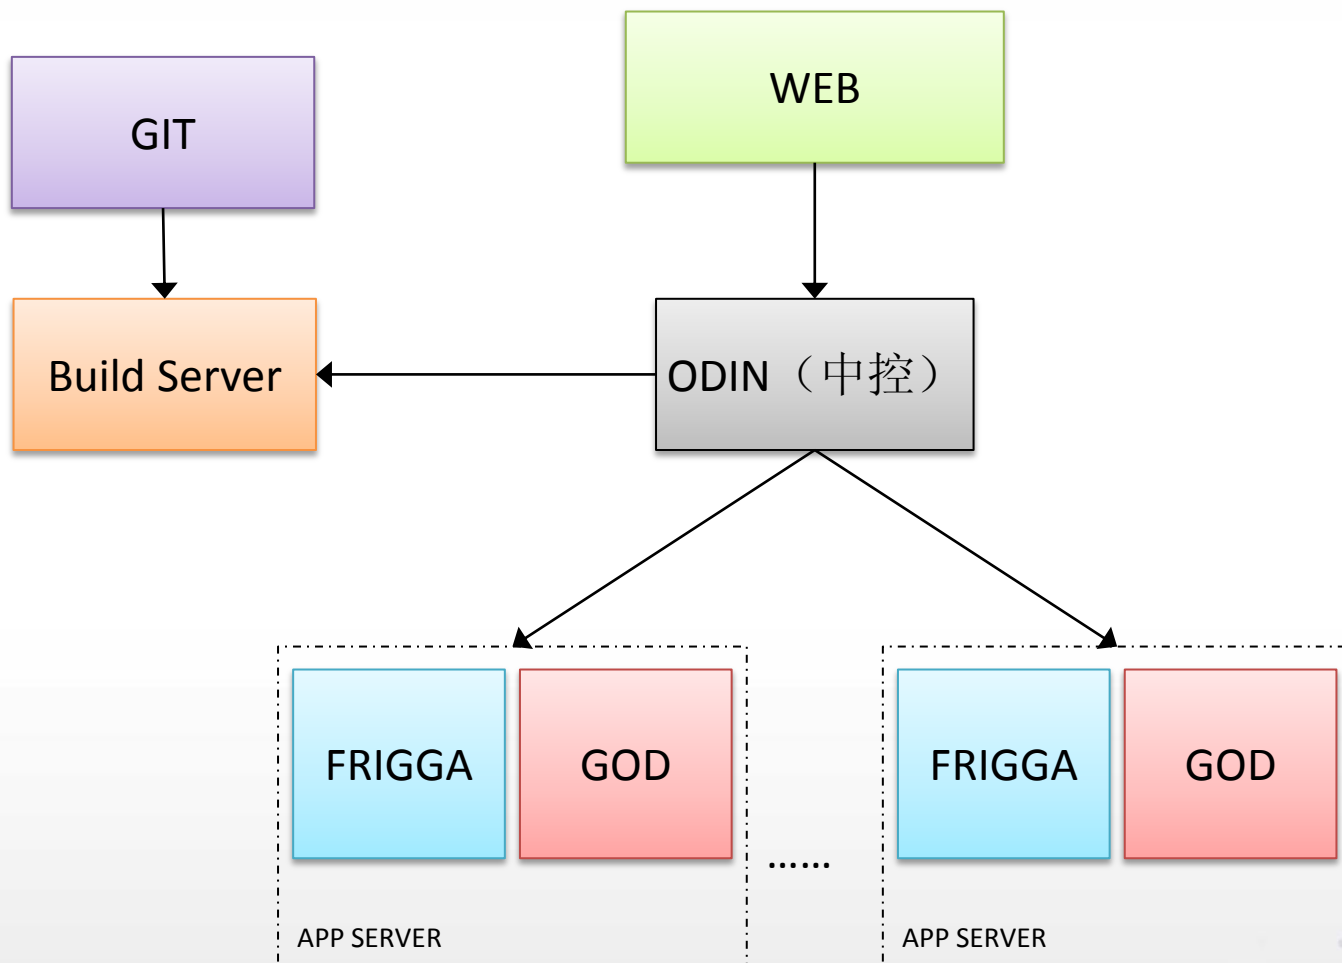 WEB
GIT
Build Server
ODIN（中控）
FRIGGA
GOD
FRIGGA
GOD
……
APP SERVER
APP SERVER